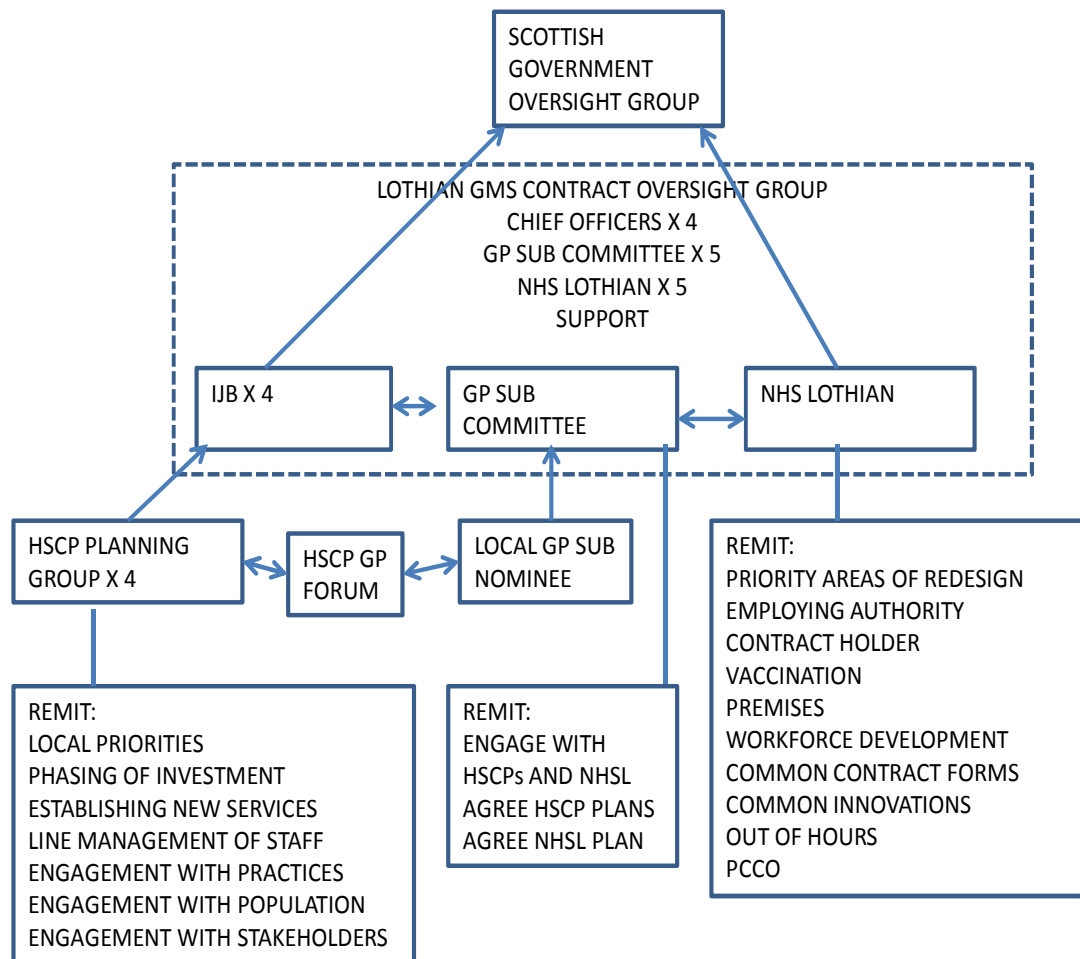 SCOTTISH
GOVERNMENT
OVERSIGHT GROUP
LOTHIAN GMS CONTRACT OVERSIGHT GROUP
CHIEF OFFICERS X 4
GP SUB COMMITTEE X 5
NHS LOTHIAN X 5
SUPPORT
IJB X 4
GP SUB
COMMITTEE
NHS LOTHIAN
HSCP PLANNING
GROUP X 4
HSCP GP
FORUM
LOCAL GP SUB
NOMINEE
REMIT:
LOCAL PRIORITIES
PHASING OF INVESTMENT
ESTABLISHING NEW SERVICES
LINE MANAGEMENT OF STAFF
ENGAGEMENT WITH PRACTICES
ENGAGEMENT WITH POPULATION
ENGAGEMENT WITH STAKEHOLDERS
REMIT:
ENGAGE WITH
HSCPs AND NHSL
AGREE HSCP PLANS
AGREE NHSL PLAN
REMIT:
PRIORITY AREAS OF REDESIGN
EMPLOYING AUTHORITY
CONTRACT HOLDER
VACCINATION
PREMISES
WORKFORCE DEVELOPMENT
COMMON CONTRACT FORMS
COMMON INNOVATIONS
OUT OF HOURS
PCCO